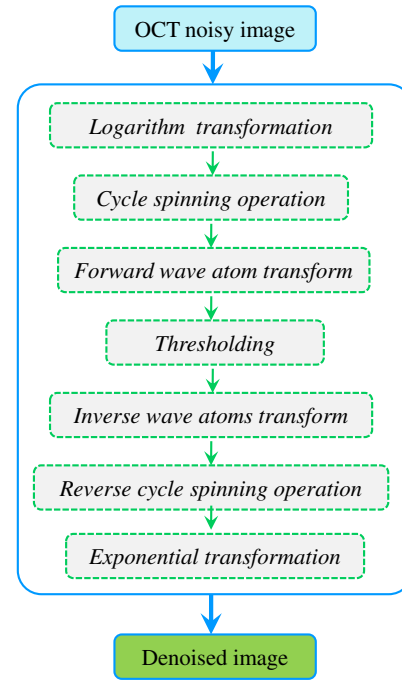 OCT noisy image
Logarithm transformation
Cycle spinning operation
Forward wave atom transform
Thresholding
Inverse wave atoms transform
Reverse cycle spinning operation
Exponential transformation
Denoised image